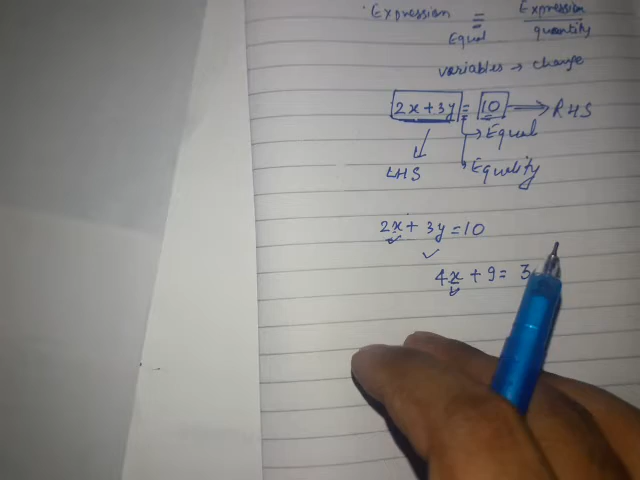 Expression = Expression
Equal quantity
variables → change
2x + 3y = 10 → RHS
→ Equal
LHS → Equality
2x + 3y = 10
4x + 9 = 3